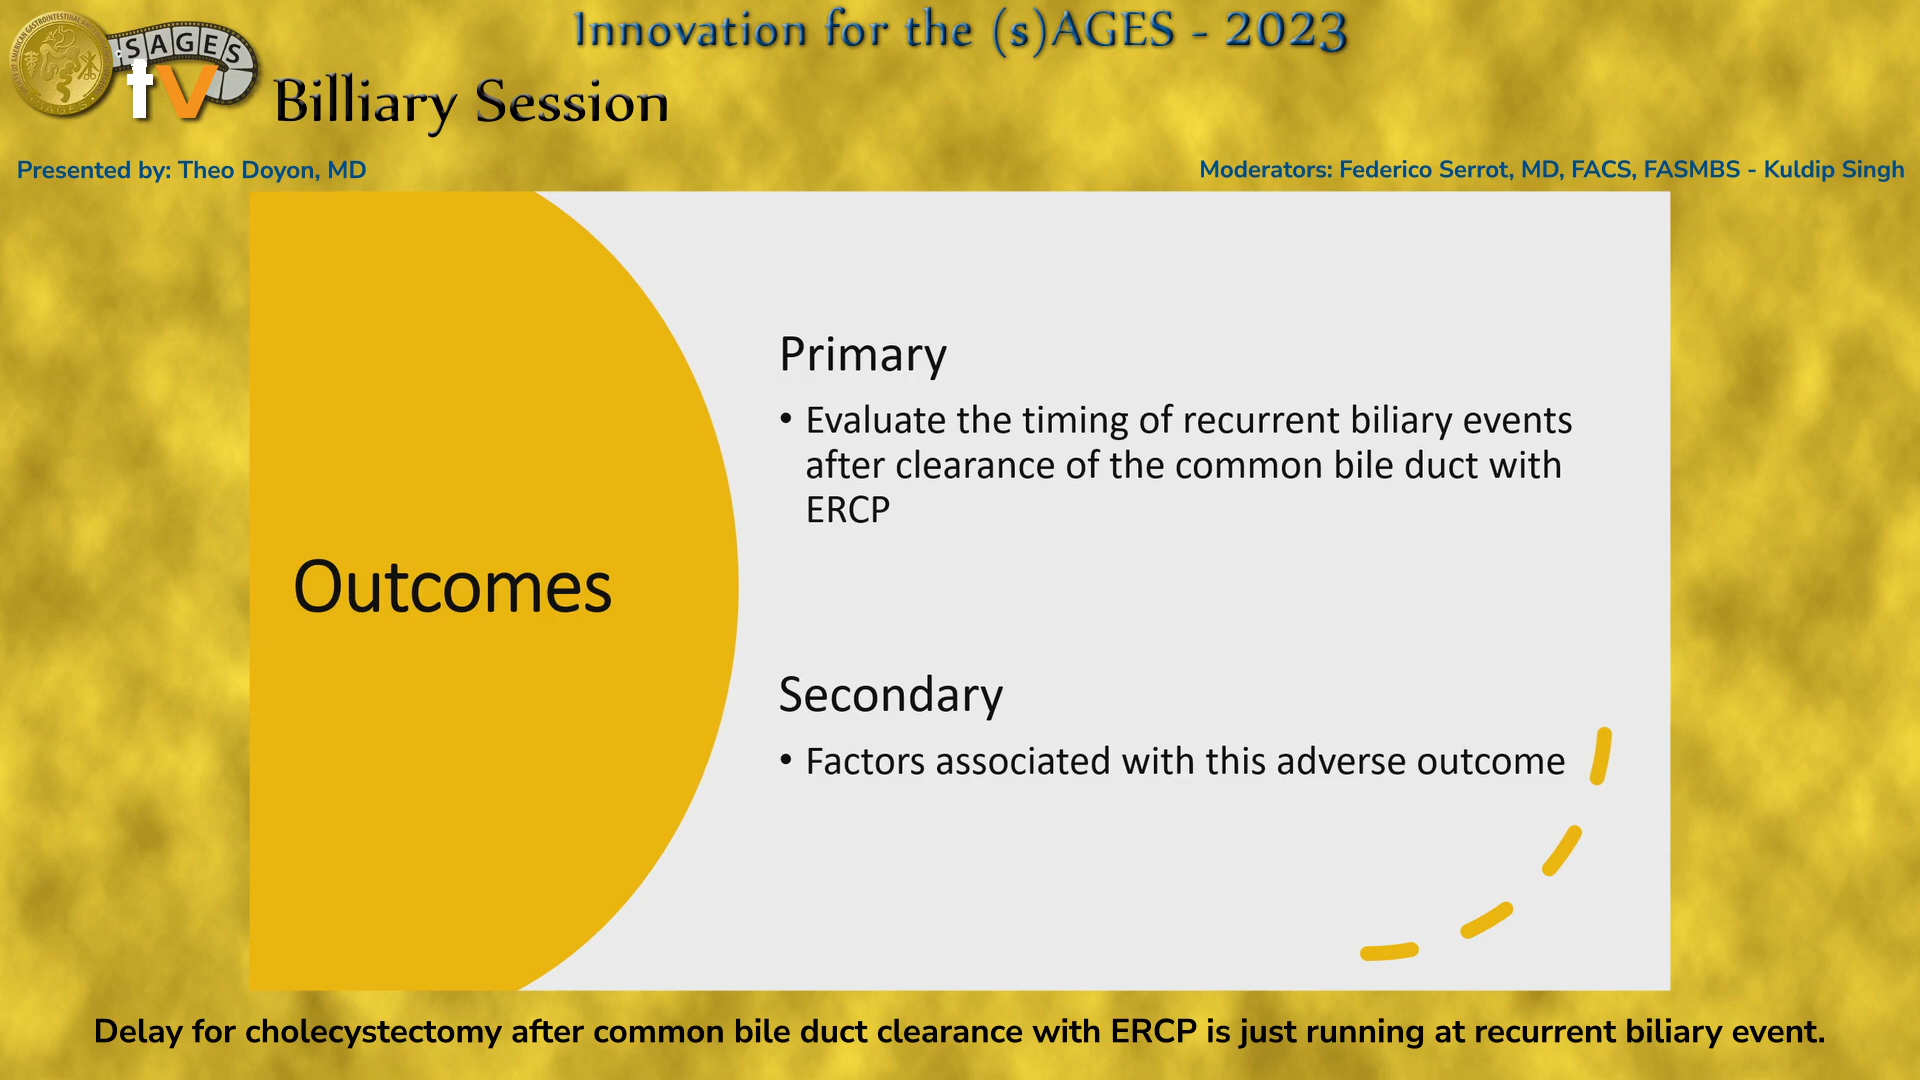 Innovation for the (s)AGES - 2023
SAGES
tv
Billiary Session
Presented by: Theo Doyon, MD
Moderators: Federico Serrot, MD, FACS, FASMBS - Kuldip Singh
Outcomes
Primary
• Evaluate the timing of recurrent biliary events
after clearance of the common bile duct with
ERCP
Secondary
• Factors associated with this adverse outcome
Delay for cholecystectomy after common bile duct clearance with ERCP is just running at recurrent biliary event.